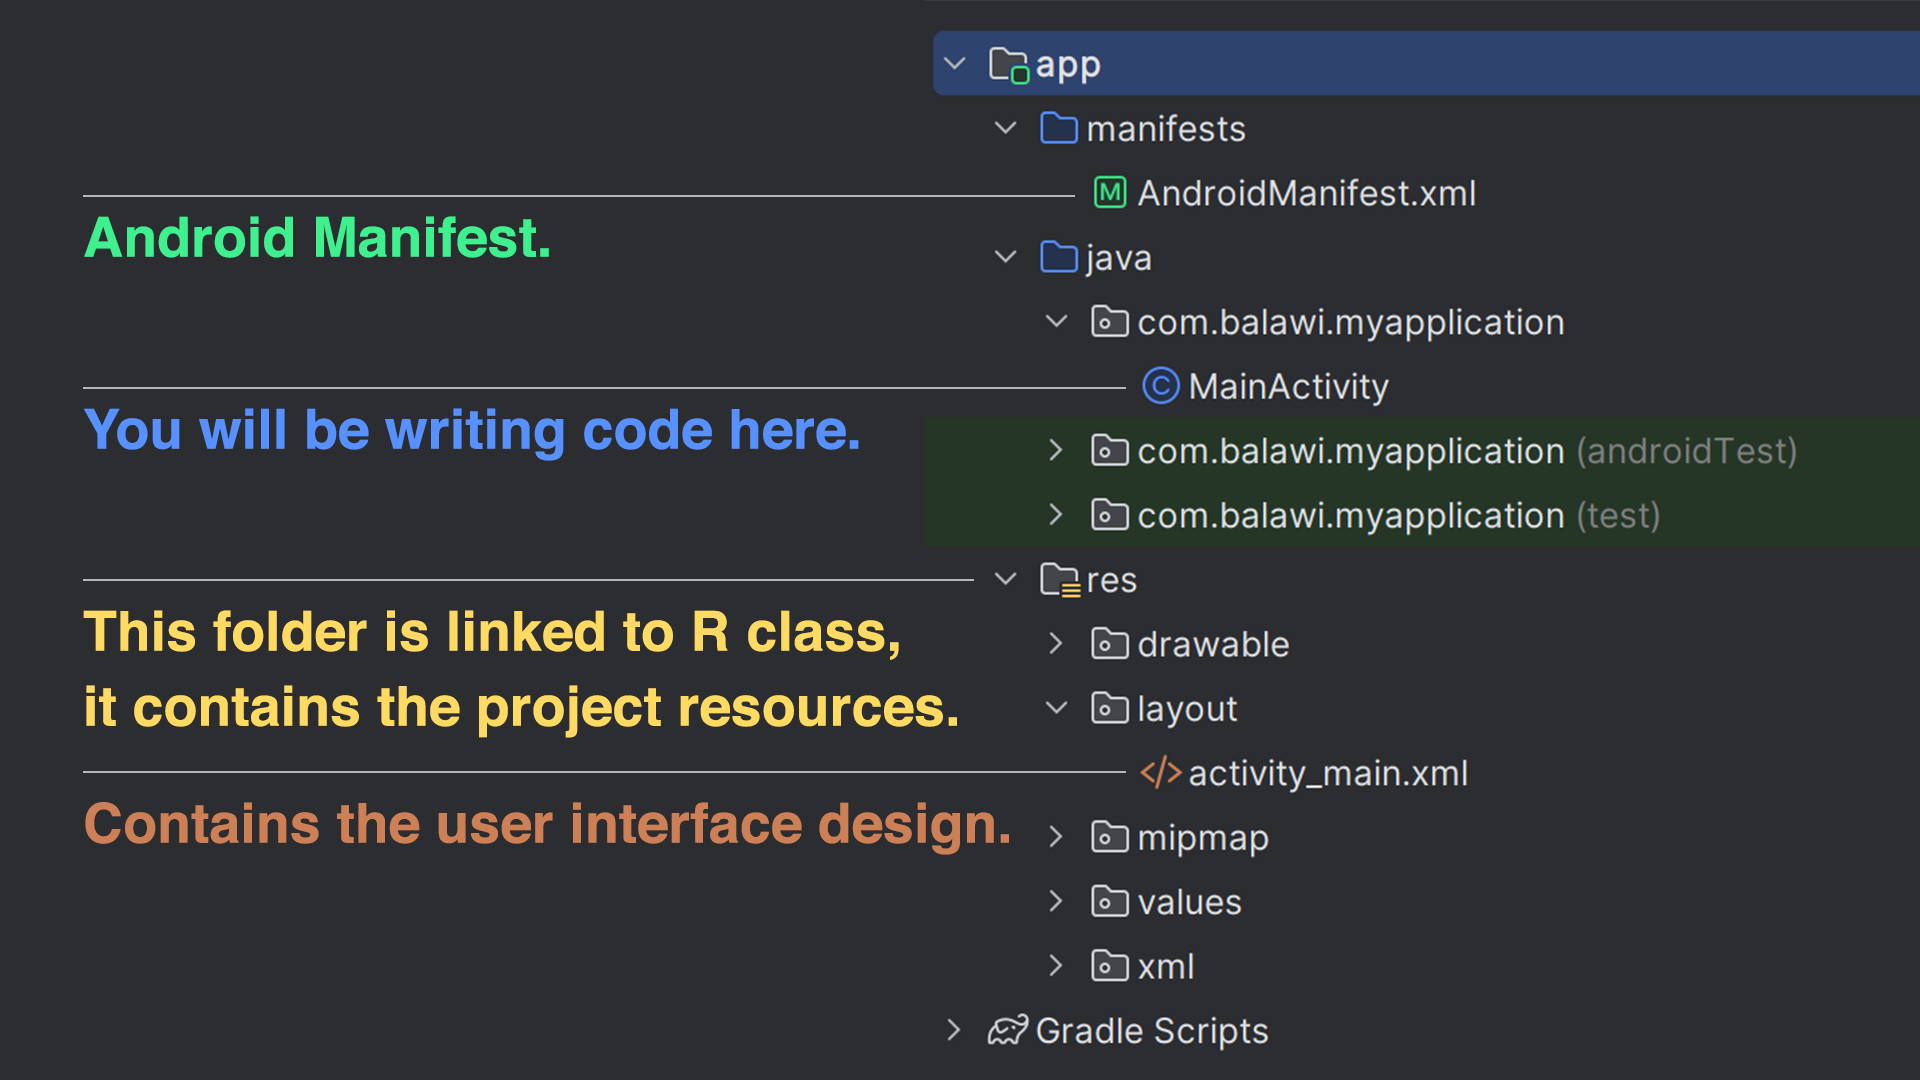 app
manifests
AndroidManifest.xml
Android Manifest.
java
com.balawi.myapplication
MainActivity
You will be writing code here.
com.balawi.myapplication (androidTest)
com.balawi.myapplication (test)
res
This folder is linked to R class,
it contains the project resources.
drawable
layout
activity_main.xml
Contains the user interface design.
mipmap
values
xml
Gradle Scripts